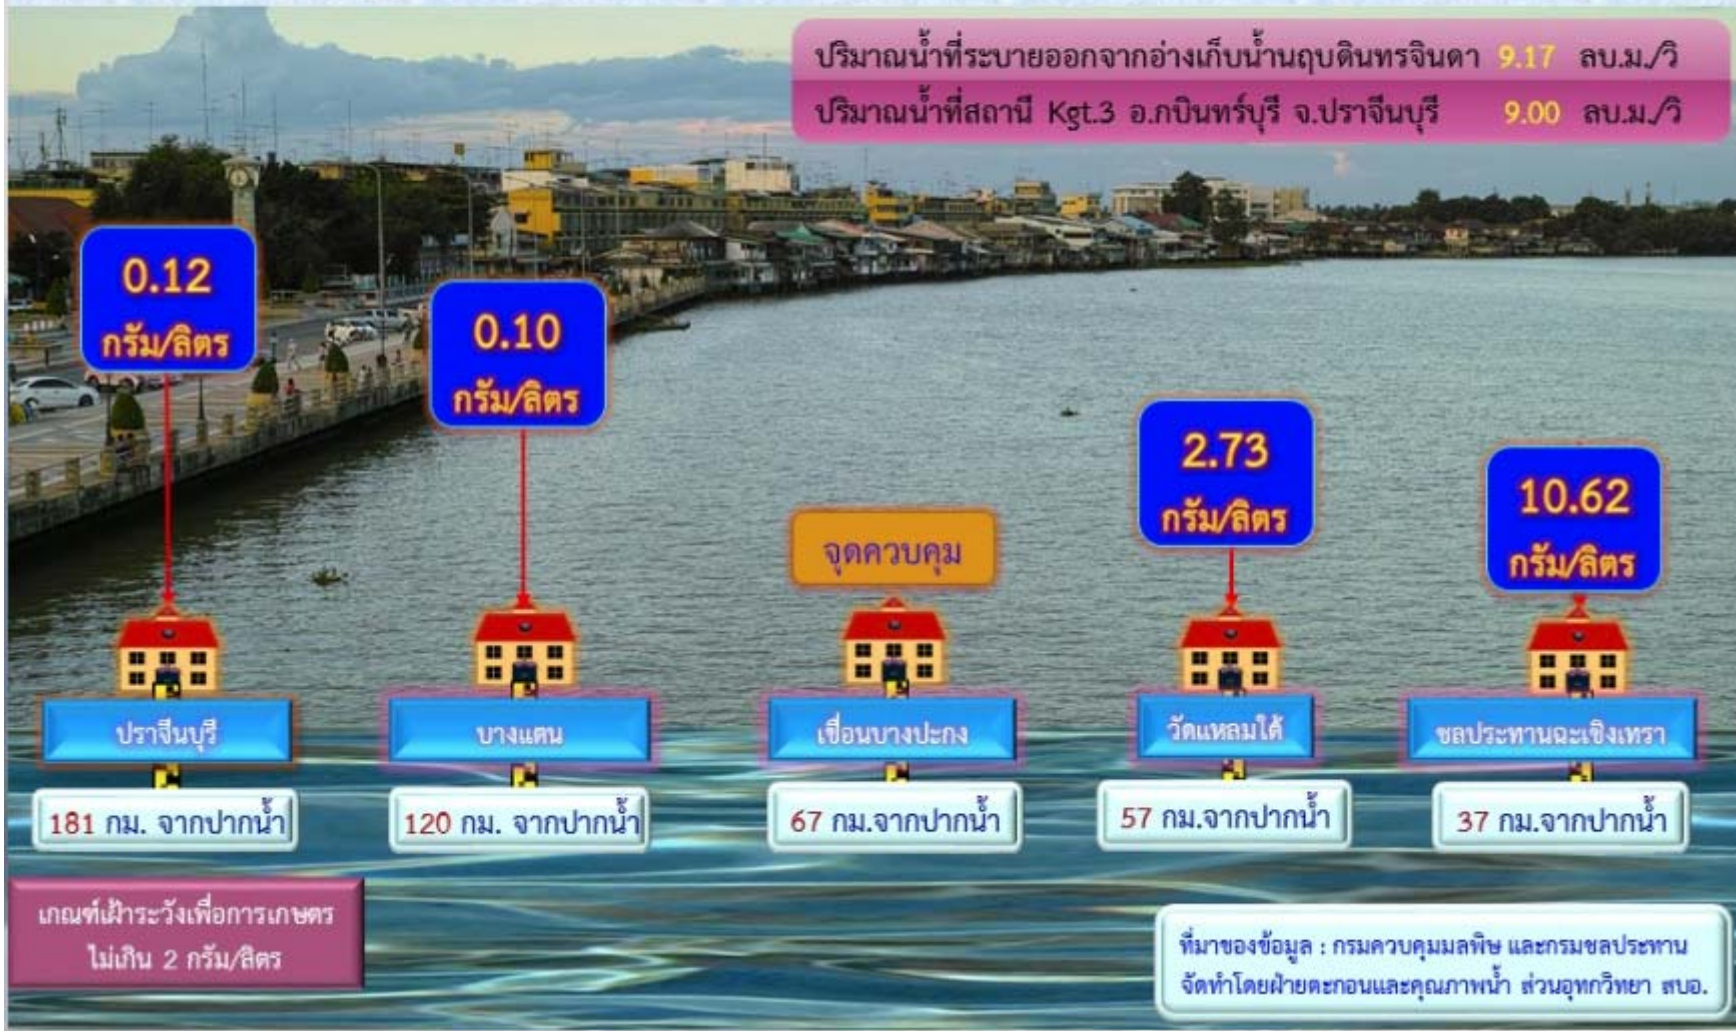 ปริมาณน้ำที่ระบายออกจากอ่างเก็บน้ำนฤบดินทรจินดา 9.17 ลบ.ม./วิ
ปริมาณน้ำที่สถานี Kgt.3 อ.กบินทร์บุรี จ.ปราจีนบุรี 9.00 ลบ.ม./วิ
0.12
กรัม/ลิตร
0.10
กรัม/ลิตร
2.73
กรัม/ลิตร
10.62
กรัม/ลิตร
จุดควบคุม
ปราจีนบุรี
บางแตน
เขื่อนบางปะกง
วัดแหลมใต้
ชลประทานฉะเชิงเทรา
181 กม. จากปากน้ำ
120 กม. จากปากน้ำ
67 กม.จากปากน้ำ
57 กม.จากปากน้ำ
37 กม.จากปากน้ำ
เกณฑ์เฝ้าระวังเพื่อการเกษตร
ไม่เกิน 2 กรัม/ลิตร
ที่มาของข้อมูล : กรมควบคุมมลพิษ และกรมชลประทาน
จัดทำโดยฝ่ายตะกอนและคุณภาพน้ำ ส่วนอุทกวิทยา สบอ.